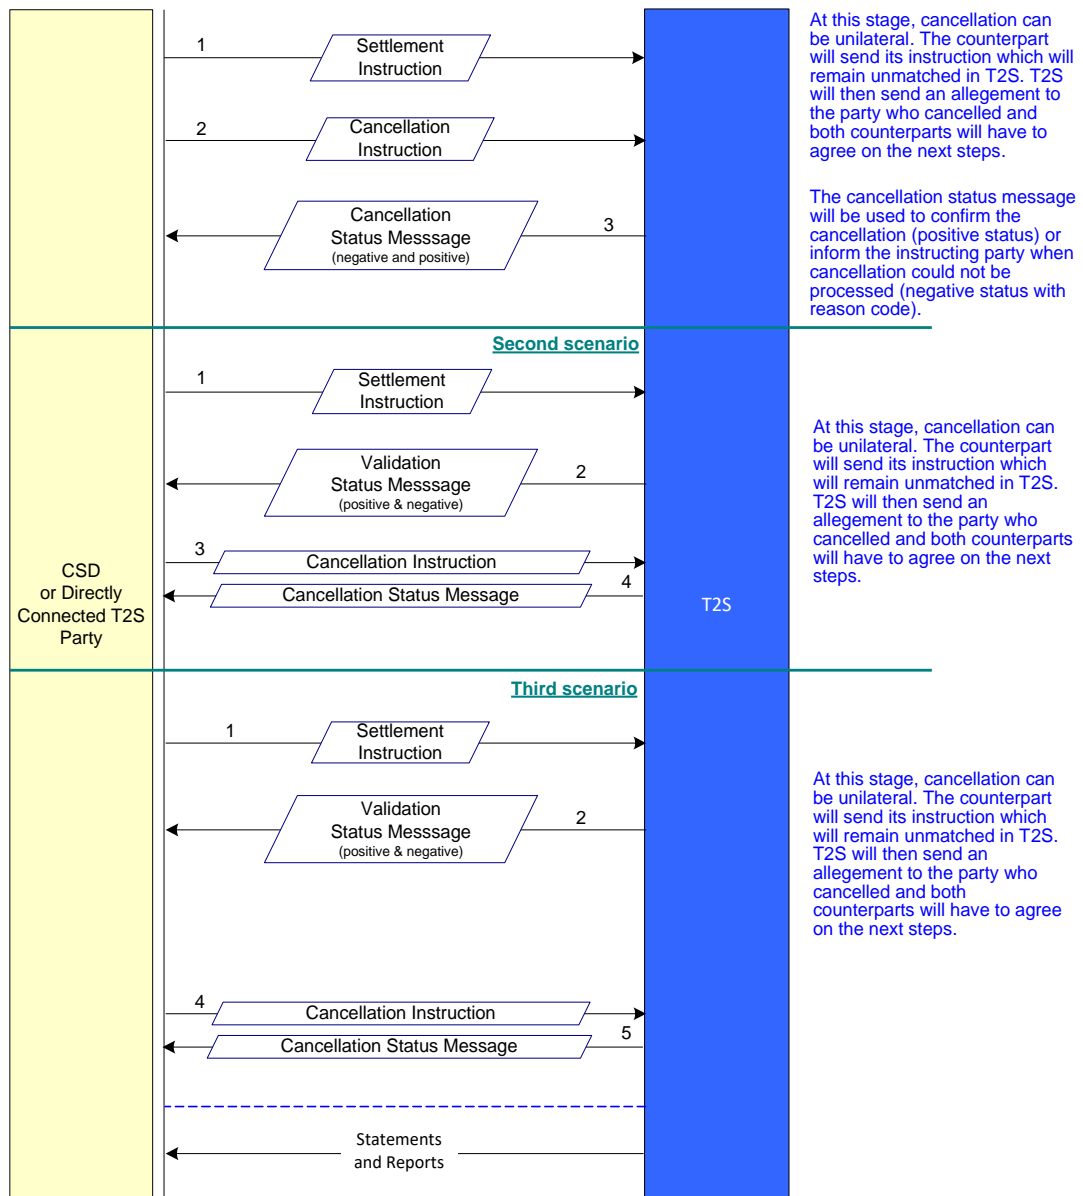 At this stage, cancellation can
be unilateral. The counterpart
will send its instruction which will
remain unmatched in T2S. T2S
will then send an allegement to
the party who cancelled and
both counterparts will have to
agree on the next steps.
1
Settlement
Instruction
2
Cancellation
Instruction
The cancellation status message
will be used to confirm the
cancellation (positive status) or
inform the instructing party when
cancellation could not be
processed (negative status with
reason code).
Cancellation
Status Messsage
(negative and positive)
3
Second scenario
1
Settlement
Instruction
Validation
Status Messsage
(positive & negative)
2
At this stage, cancellation can
be unilateral. The counterpart
will send its instruction which
will remain unmatched in T2S.
T2S will then send an
allegement to the party who
cancelled and both counterparts
will have to agree on the next
steps.
3
Cancellation Instruction
Cancellation Status Message
4
CSD
or Directly
Connected T2S
Party
T2S
Third scenario
1
Settlement
Instruction
Validation
Status Messsage
(positive & negative)
2
At this stage, cancellation can
be unilateral. The counterpart
will send its instruction which
will remain unmatched in T2S.
T2S will then send an
allegement to the party who
cancelled and both
counterparts will have to agree
on the next steps.
4
Cancellation Instruction
Cancellation Status Message
5
Statements
and Reports